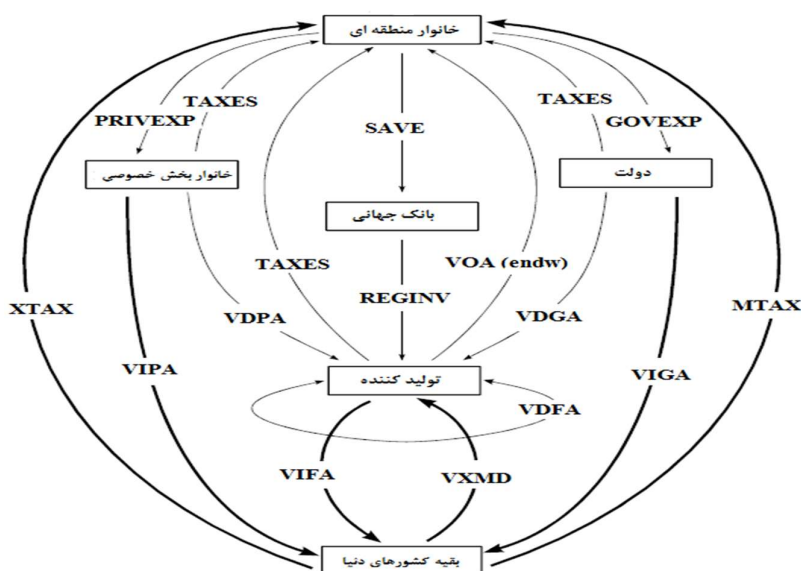 خانوار منطقه ای
TAXES
TAXES
PRIVEXP
GOVEXP
SAVE
خانوار بخش خصوصی
دولت
بانک جهانی
TAXES
VOA (endw)
REGINV
XTAX
MTAX
VDPA
VDGA
VIPA
VIGA
تولید کننده
VDFA
VIFA
VXMD
بقیه کشورهای دنیا